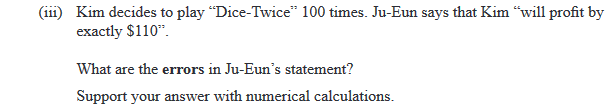 (iii) Kim decides to play “Dice-Twice” 100 times. Ju-Eun says that Kim “will profit by
exactly $110”.
What are the errors in Ju-Eun’s statement?
Support your answer with numerical calculations.